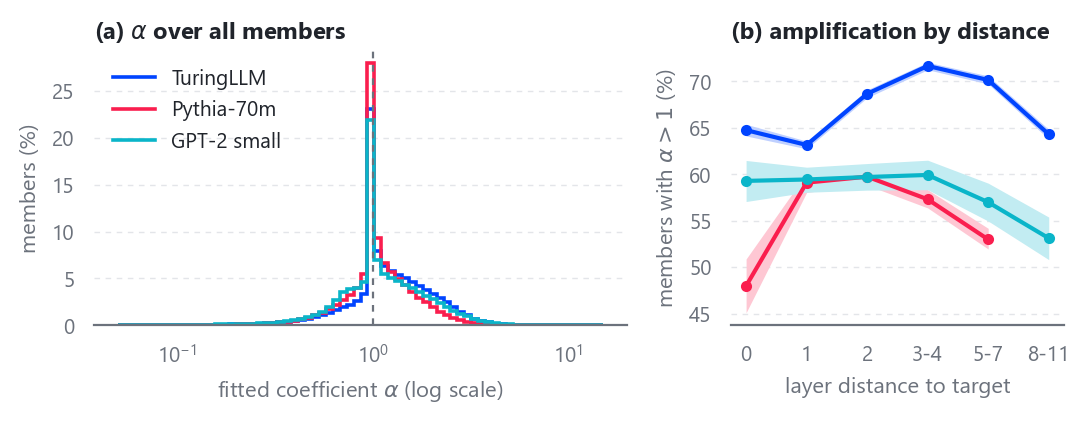 (a) α over all members
TuringLLM
Pythia-70m
GPT-2 small
members (%)
25
20
15
10
5
0
10⁻¹
10⁰
10¹
fitted coefficient α (log scale)
(b) amplification by distance
members with α > 1 (%)
70
65
60
55
50
45
0
1
2
3-4
5-7
8-11
layer distance to target